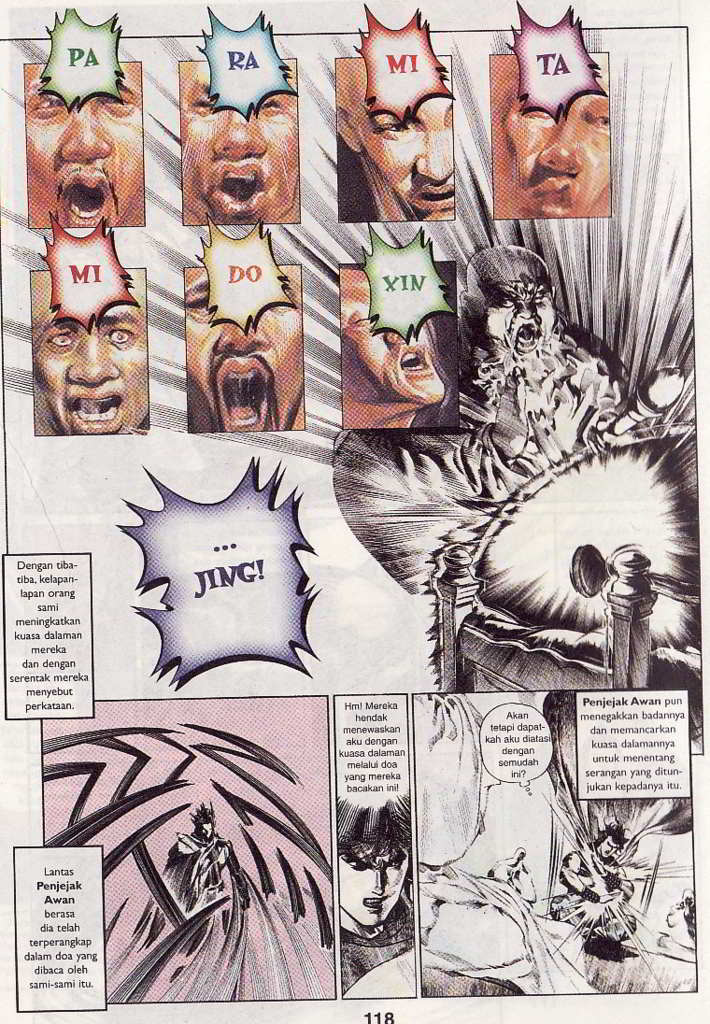 PA
RA
MI
TA
MI
DO
XIN
...
JING!
Dengan tiba-
tiba, kelapan-
lapan orang
sami
meningkatkan
kuasa dalaman
mereka
dan dengan
serentak mereka
menyebut
perkataan.
Lantas
Penjejak
Awan
berasa
dia telah
terperangkap
dalam doa yang
dibaca oleh
sami-sami itu.
Hm! Mereka
hendak
menewaskan
aku dengan
kuasa dalaman
melalui doa
yang mereka
bacakan ini!
Akan
tetapi dapat-
kah aku diatasi
dengan
semudah
ini?
Penjejak Awan pun
menegakkan badannya
dan memancarkan
kuasa dalamannya
untuk menentang
serangan yang ditun-
jukan kepadanya itu.
118